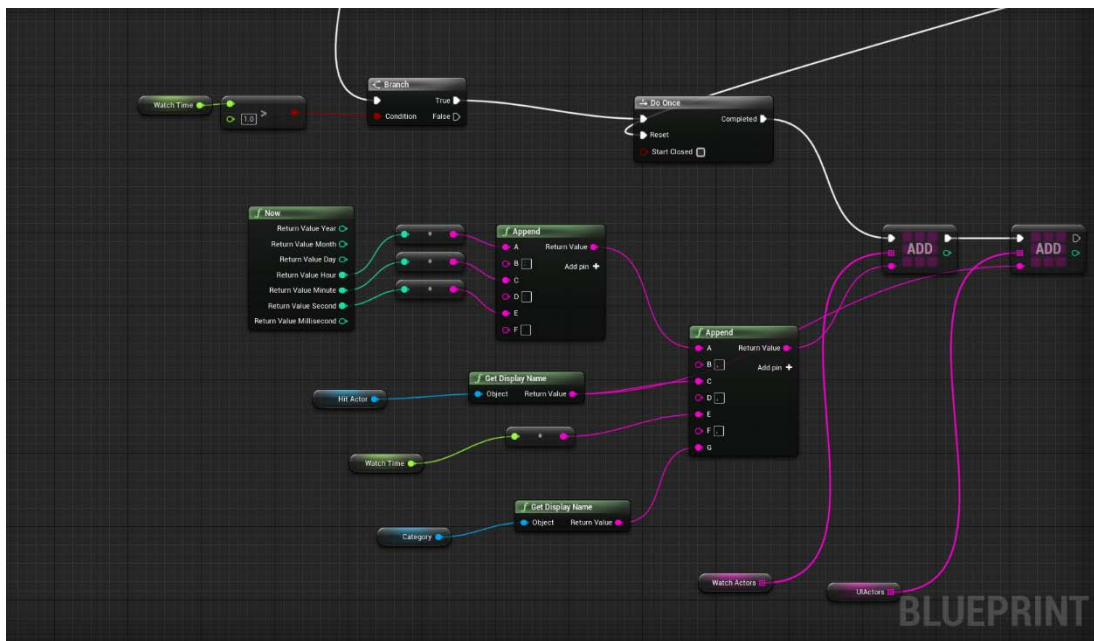 Branch
True
Condition
False
Watch Time
1.0
>
Do Once
Completed
Reset
Start Closed
Now
Return Value Year
Return Value Month
Return Value Day
Return Value Hour
Return Value Minute
Return Value Second
Return Value Millisecond
Append
A
Return Value
B
Add pin +
C
D
E
F
ADD
ADD
Append
A
Return Value
B
Add pin +
C
D
E
F
G
Get Display Name
Object
Return Value
Hit Actor
Watch Time
Get Display Name
Object
Return Value
Category
Watch Actors
UIActors
BLUEPRINT